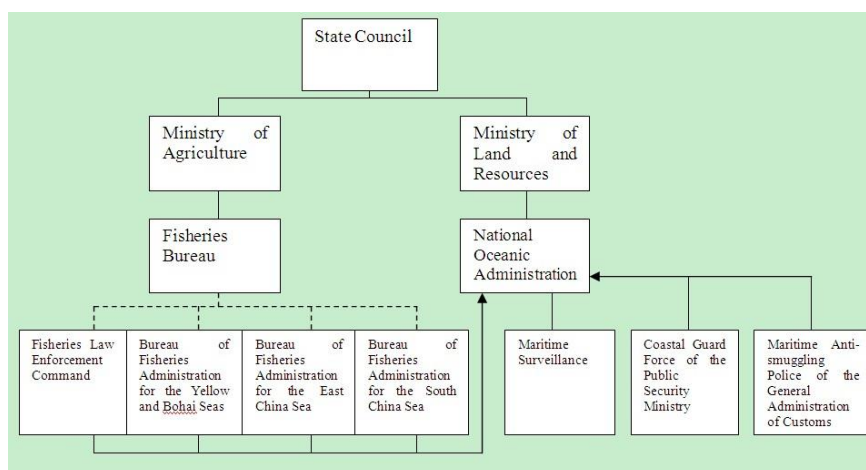 State Council
Ministry of
Agriculture
Ministry of
Land and
Resources
Fisheries
Bureau
National
Oceanic
Administration
Fisheries Law
Enforcement
Command
Bureau of
Fisheries
Administration
for the Yellow
and Bohai Seas
Bureau of
Fisheries
Administration
for the East
China Sea
Bureau of
Fisheries
Administration
for the South
China Sea
Maritime
Surveillance
Coastal Guard
Force of the
Public
Security
Ministry
Maritime Anti-
smuggling
Police of the
General
Administration
of Customs